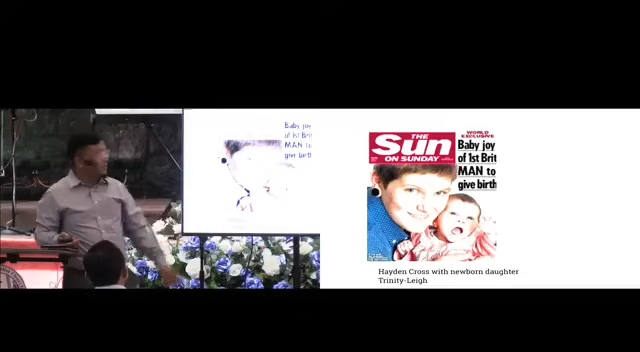 Baby joy
of 1st Brit
MAN to
give birth
THE
Sun
ON SUNDAY
WORLD
EXCLUSIVE
Baby joy
of 1st Brit
MAN to
give birth
Hayden Cross with newborn daughter
Trinity-Leigh